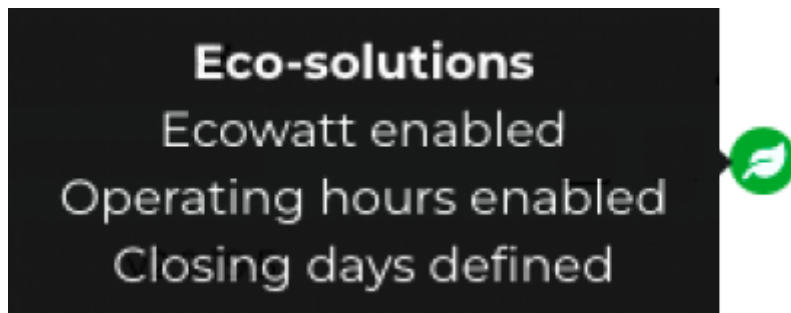 Eco-solutions
Ecowatt enabled
Operating hours enabled
Closing days defined